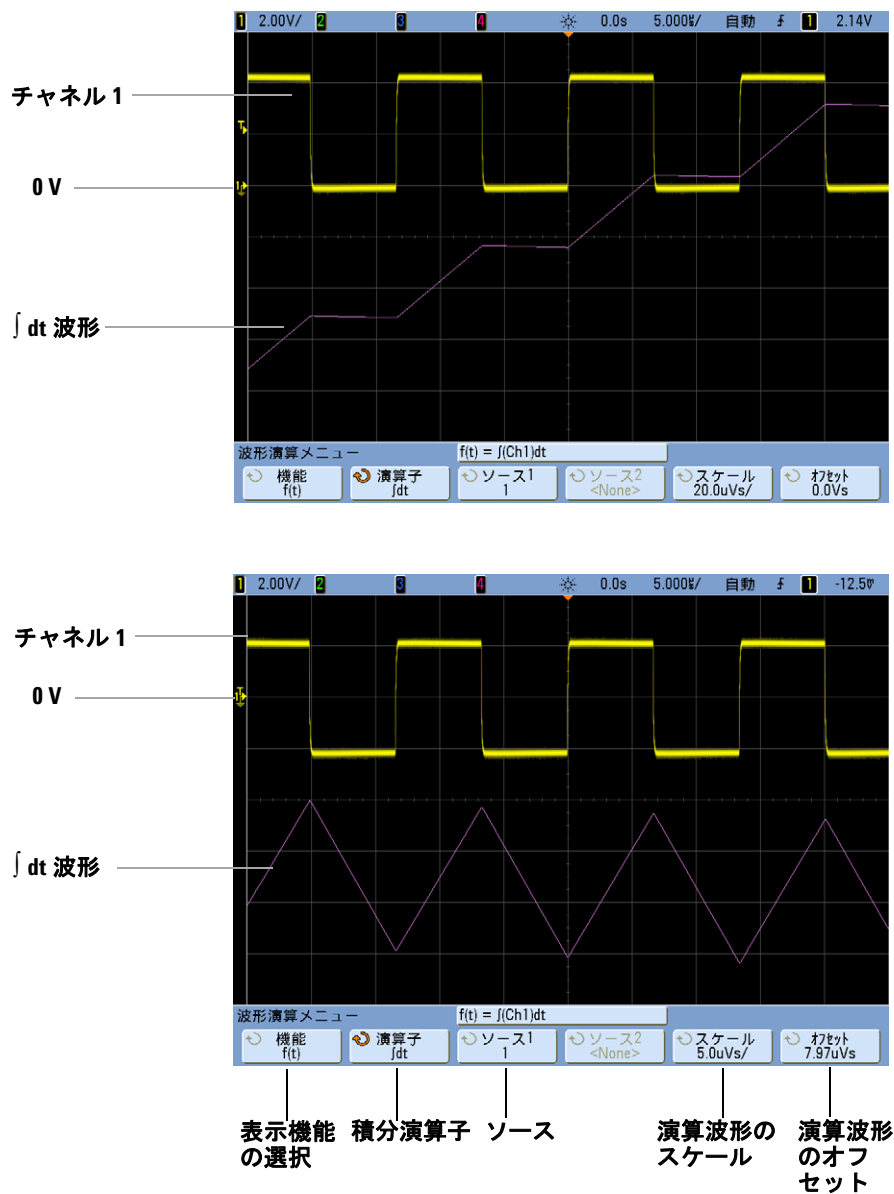 1 2.00V/ 2 3 4 0.0s 5.000㎲/ 自動 1 2.14V
チャネル 1
T
0 V
1
∫ dt 波形
波形演算メニュー f(t) = ∫(Ch1)dt
機能 演算子 ソース1 ソース2 スケール ｵﾌｾｯﾄ
f(t) ∫dt 1 <None> 20.0uVs/ 0.0Vs
1 2.00V/ 2 3 4 0.0s 5.000㎲/ 自動 1 -12.5㎷
チャネル 1
0 V
∫ dt 波形
波形演算メニュー f(t) = ∫(Ch1)dt
機能 演算子 ソース1 ソース2 スケール ｵﾌｾｯﾄ
f(t) ∫dt 1 <None> 5.0uVs/ 7.97uVs
表示機能 積分演算子 ソース 演算波形の 演算波形
の選択 スケール のオフ
セット